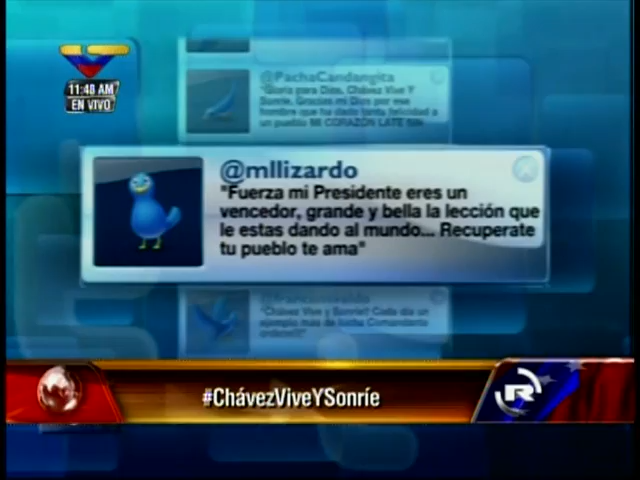 11:48 AM
EN VIVO
@PachaCandangita
"Gloria para Dios, Chávez Vive Y
Sonríe. Gracias mi Dios por ese
hombre que ha dado tanta felicidad a
un pueblo MI CORAZÓN LATE
@mllizardo
"Fuerza mi Presidente eres un
vencedor, grande y bella la lección que
le estas dando al mundo... Recuperate
tu pueblo te ama"
"Chávez Vive y Sonríe! Cada día un
ejemplo más de lucha Comandante
#ChávezViveYSonríe
R